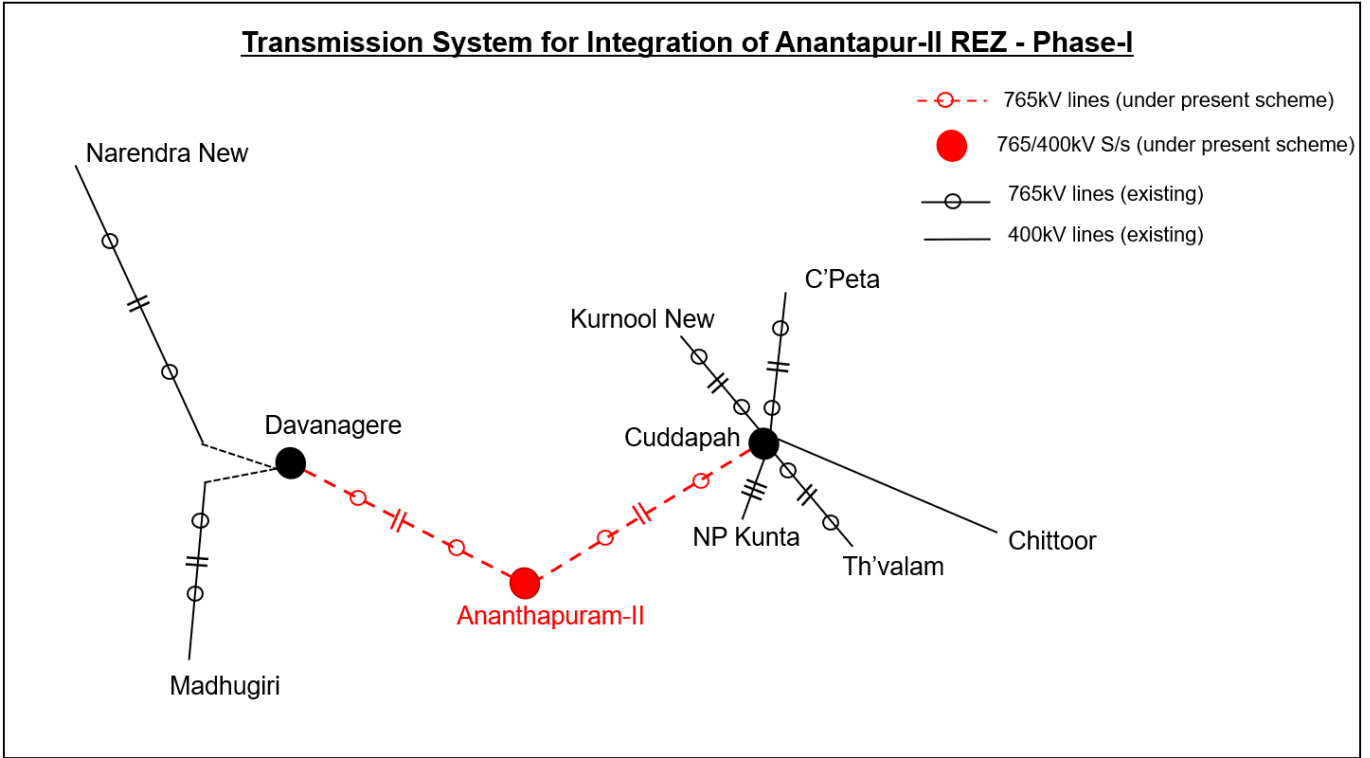 Transmission System for Integration of Anantapur-II REZ - Phase-I
765kV lines (under present scheme)
765/400kV S/s (under present scheme)
765kV lines (existing)
400kV lines (existing)
Narendra New
C'Peta
Kurnool New
Davanagere
Cuddapah
NP Kunta
Chittoor
Th'valam
Ananthapuram-II
Madhugiri